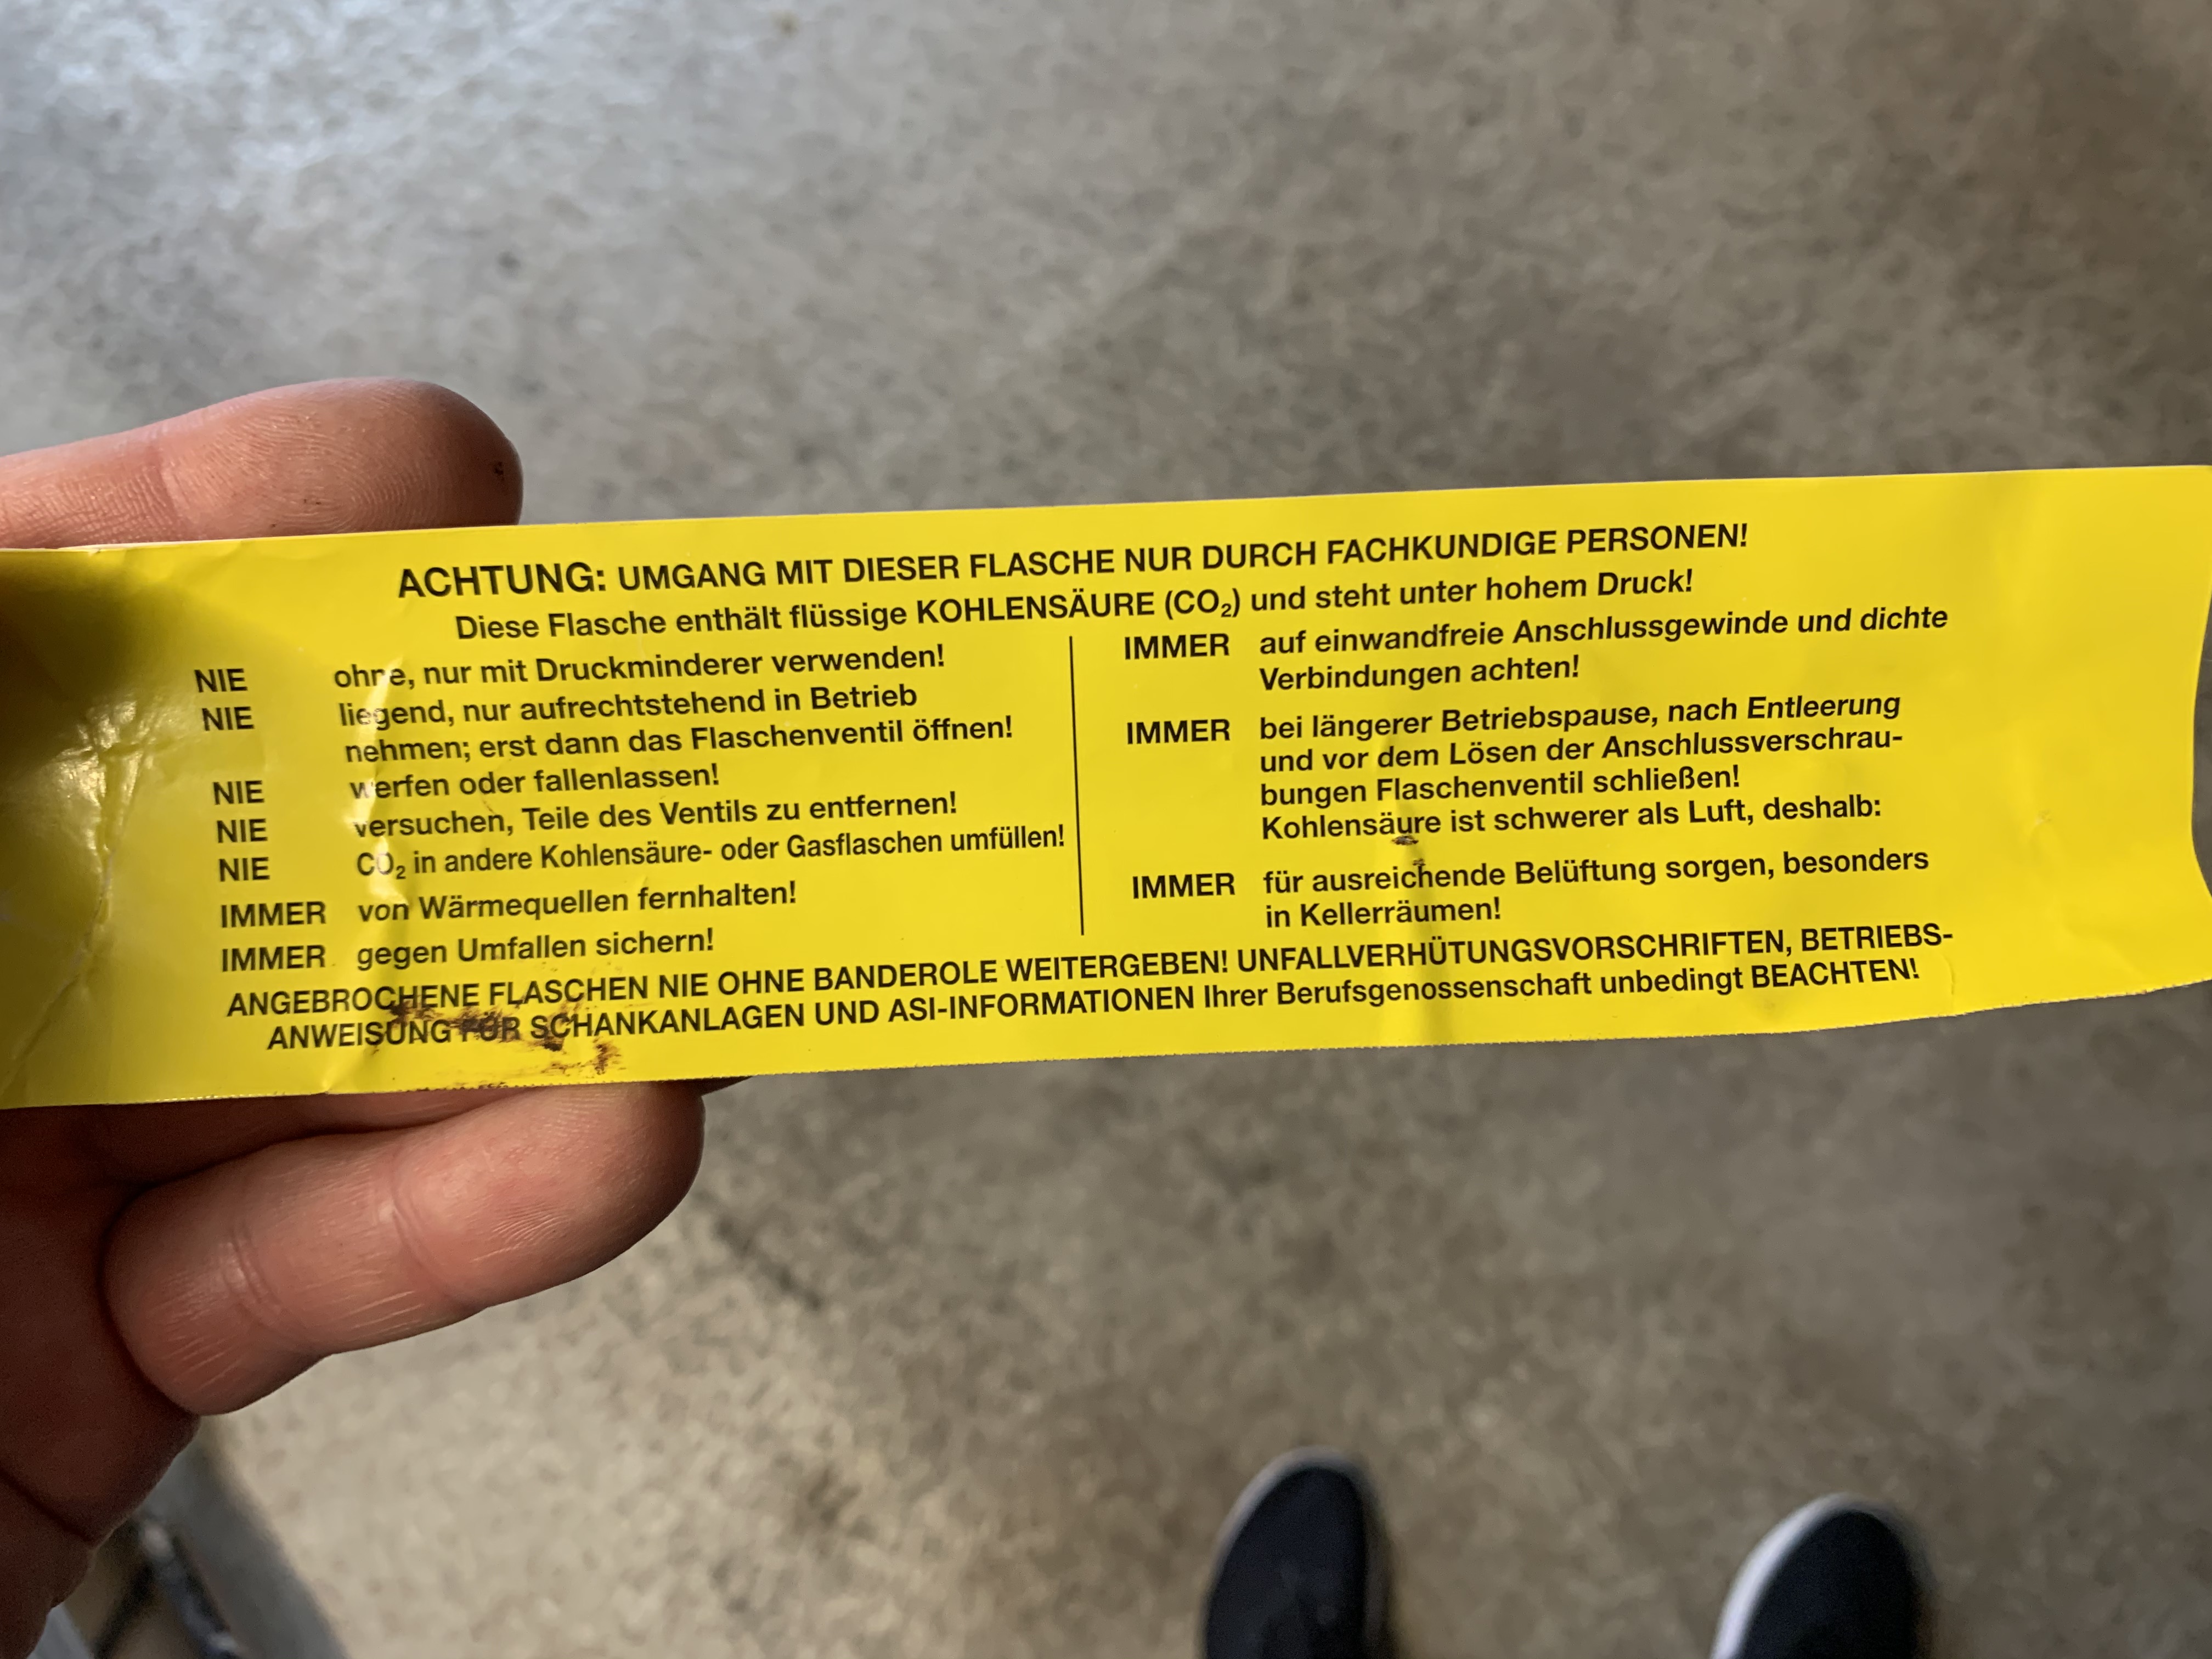 ACHTUNG: UMGANG MIT DIESER FLASCHE NUR DURCH FACHKUNDIGE PERSONEN!
Diese Flasche enthält flüssige KOHLENSÄURE (CO₂) und steht unter hohem Druck!
NIE ohne, nur mit Druckminderer verwenden!
NIE liegend, nur aufrechtstehend in Betrieb
nehmen; erst dann das Flaschenventil öffnen!
NIE werfen oder fallenlassen!
NIE versuchen, Teile des Ventils zu entfernen!
NIE CO₂ in andere Kohlensäure- oder Gasflaschen umfüllen!
IMMER von Wärmequellen fernhalten!
IMMER gegen Umfallen sichern!
IMMER auf einwandfreie Anschlussgewinde und dichte
Verbindungen achten!
IMMER bei längerer Betriebspause, nach Entleerung
und vor dem Lösen der Anschlussverschrau-
bungen Flaschenventil schließen!
Kohlensäure ist schwerer als Luft, deshalb:
IMMER für ausreichende Belüftung sorgen, besonders
in Kellerräumen!
ANGEBROCHENE FLASCHEN NIE OHNE BANDEROLE WEITERGEBEN! UNFALLVERHÜTUNGSVORSCHRIFTEN, BETRIEBS-
ANWEISUNG FÜR SCHANKANLAGEN UND ASI-INFORMATIONEN Ihrer Berufsgenossenschaft unbedingt BEACHTEN!